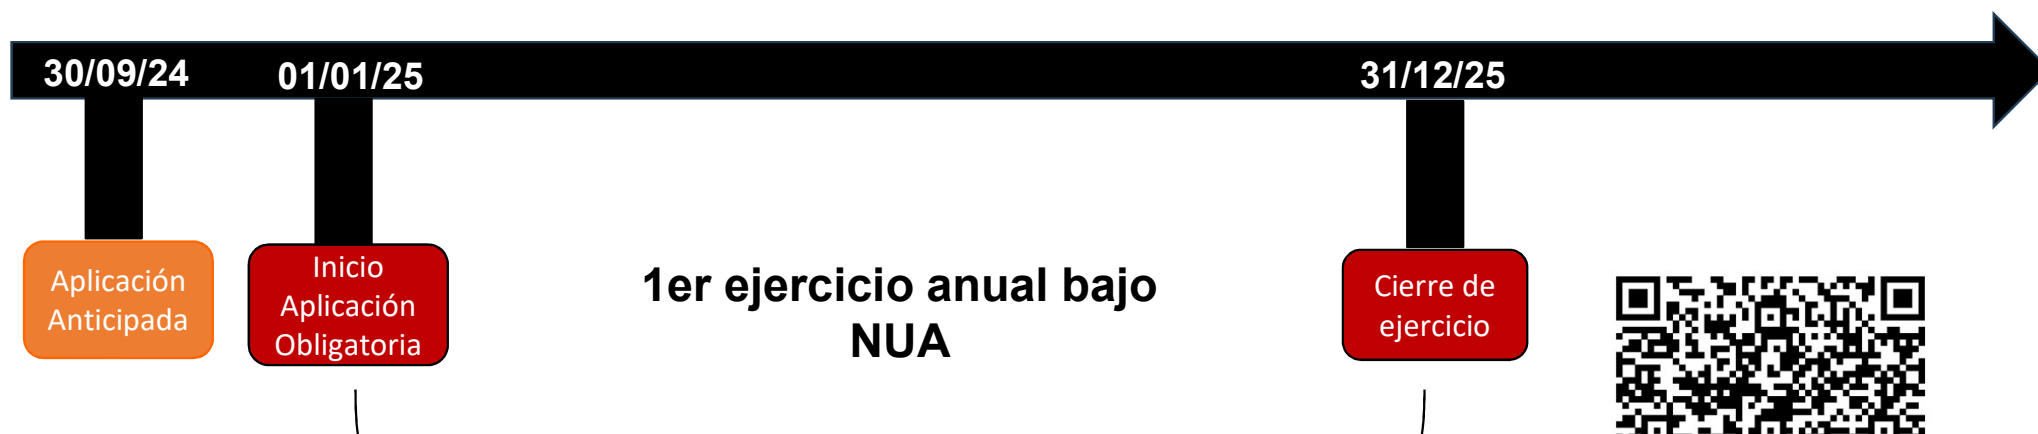 30/09/24
01/01/25
31/12/25
Aplicación
Anticipada
Inicio
Aplicación
Obligatoria
1er ejercicio anual bajo
NUA
Cierre de
ejercicio